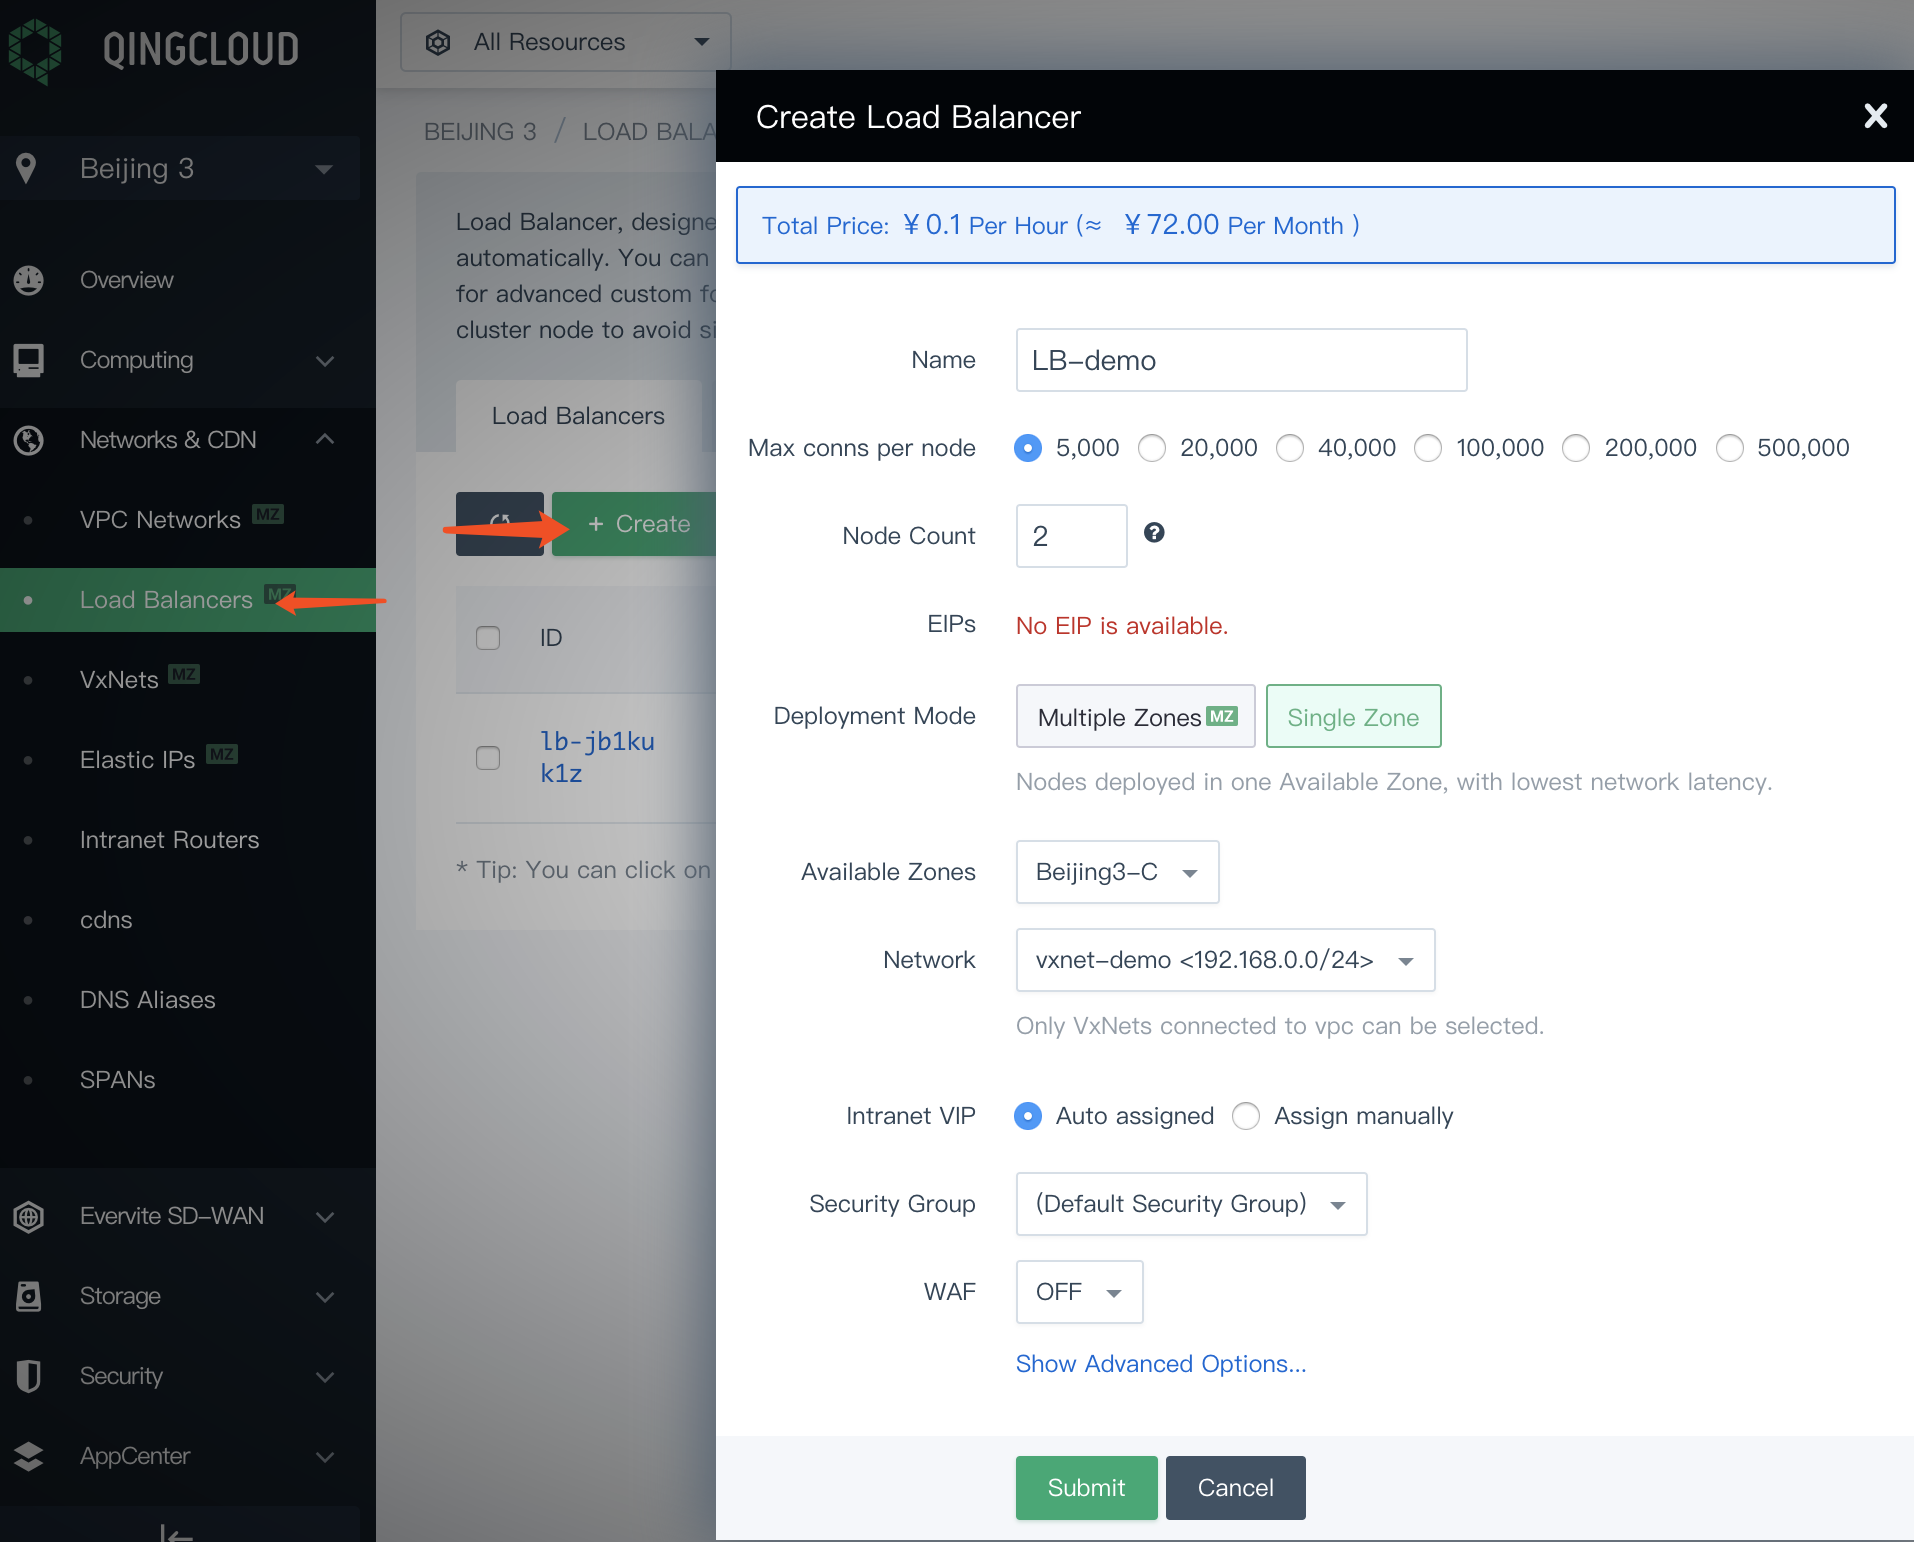 QINGCLOUD
Beijing 3
Overview
Computing
Networks & CDN
VPC Networks MZ
Load Balancers MZ
VxNets MZ
Elastic IPs MZ
Intranet Routers
cdns
DNS Aliases
SPANs
Evervite SD-WAN
Storage
Security
AppCenter
All Resources
BEIJING 3 / LOAD BALA
Load Balancer, designe
automatically. You can
for advanced custom fo
cluster node to avoid si
Load Balancers
+ Create
ID
lb-jb1ku
k1z
* Tip: You can click on
Create Load Balancer
Total Price: ¥ 0.1 Per Hour (≈ ¥ 72.00 Per Month )
Name LB-demo
Max conns per node 5,000 20,000 40,000 100,000 200,000 500,000
Node Count 2
EIPs No EIP is available.
Deployment Mode Multiple Zones MZ Single Zone
Nodes deployed in one Available Zone, with lowest network latency.
Available Zones Beijing3-C
Network vxnet-demo <192.168.0.0/24>
Only VxNets connected to vpc can be selected.
Intranet VIP Auto assigned Assign manually
Security Group (Default Security Group)
WAF OFF
Show Advanced Options...
Submit Cancel